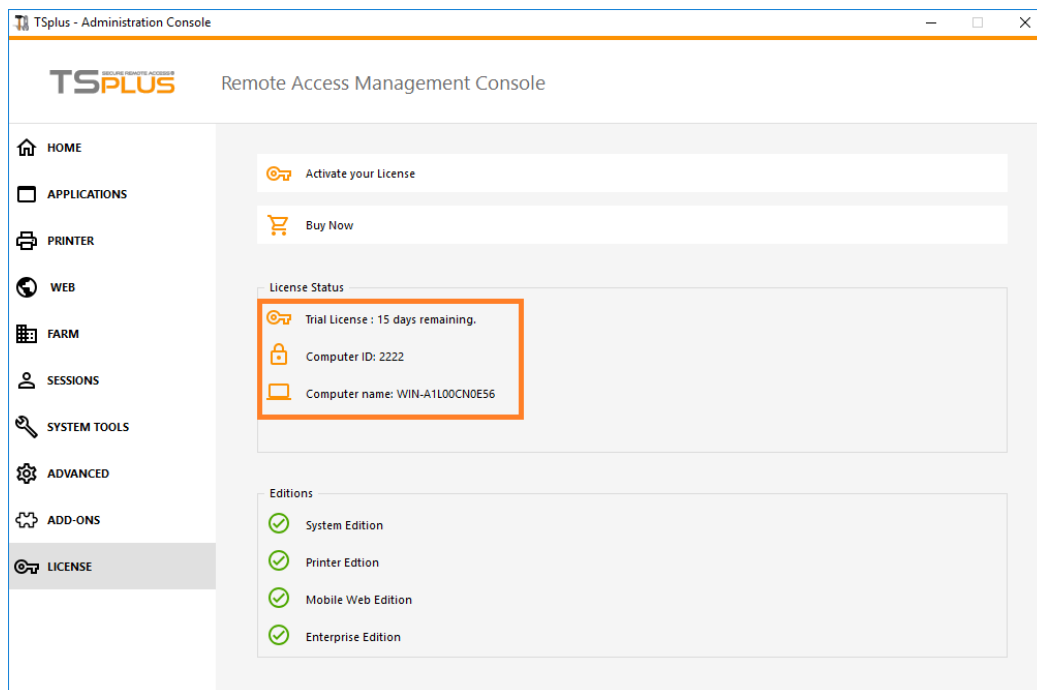 TSplus - Administration Console
TSPLUS
SECURE REMOTE ACCESS®
Remote Access Management Console
HOME
APPLICATIONS
PRINTER
WEB
FARM
SESSIONS
SYSTEM TOOLS
ADVANCED
ADD-ONS
LICENSE
Activate your License
Buy Now
License Status
Trial License : 15 days remaining.
Computer ID: 2222
Computer name: WIN-A1L00CN0E56
Editions
System Edition
Printer Edtion
Mobile Web Edition
Enterprise Edition